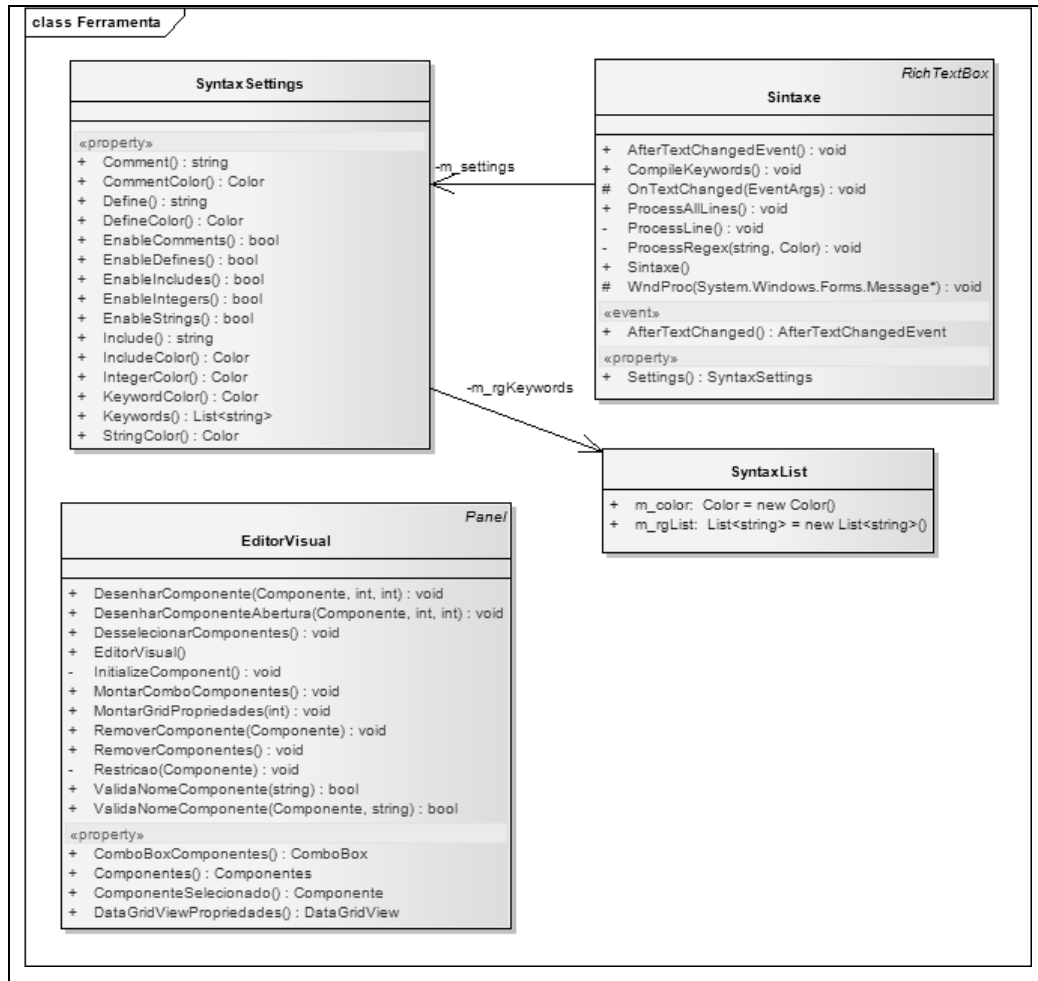 class Ferramenta
SyntaxSettings
«property»
+ Comment() : string
+ CommentColor() : Color
+ Define() : string
+ DefineColor() : Color
+ EnableComments() : bool
+ EnableDefines() : bool
+ EnableIncludes() : bool
+ EnableIntegers() : bool
+ EnableStrings() : bool
+ Include() : string
+ IncludeColor() : Color
+ IntegerColor() : Color
+ KeywordColor() : Color
+ Keywords() : List<string>
+ StringColor() : Color
-m_settings
RichTextBox
Sintaxe
+ AfterTextChangedEvent() : void
+ CompileKeywords() : void
# OnTextChanged(EventArgs) : void
+ ProcessAllLines() : void
- ProcessLine() : void
- ProcessRegex(string, Color) : void
+ Sintaxe()
# WndProc(System.Windows.Forms.Message*) : void
«event»
+ AfterTextChanged() : AfterTextChangedEvent
«property»
+ Settings() : SyntaxSettings
-m_rgKeywords
SyntaxList
+ m_color: Color = new Color()
+ m_rgList: List<string> = new List<string>()
Panel
EditorVisual
+ DesenharComponente(Componente, int, int) : void
+ DesenharComponenteAbertura(Componente, int, int) : void
+ DesselecionarComponentes() : void
+ EditorVisual()
- InitializeComponent() : void
+ MontarComboComponentes() : void
+ MontarGridPropriedades(int) : void
+ RemoverComponente(Componente) : void
+ RemoverComponentes() : void
- Restricao(Componente) : void
+ ValidaNomeComponente(string) : bool
+ ValidaNomeComponente(Componente, string) : bool
«property»
+ ComboBoxComponentes() : ComboBox
+ Componentes() : Componentes
+ ComponenteSelecionado() : Componente
+ DataGridViewPropriedades() : DataGridView